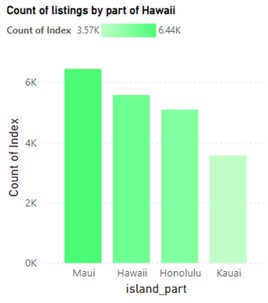 Count of listings by part of Hawaii
Count of Index 3.57K 6.44K
6K
4K
2K
0K
Count of Index
Maui Hawaii Honolulu Kauai
island_part